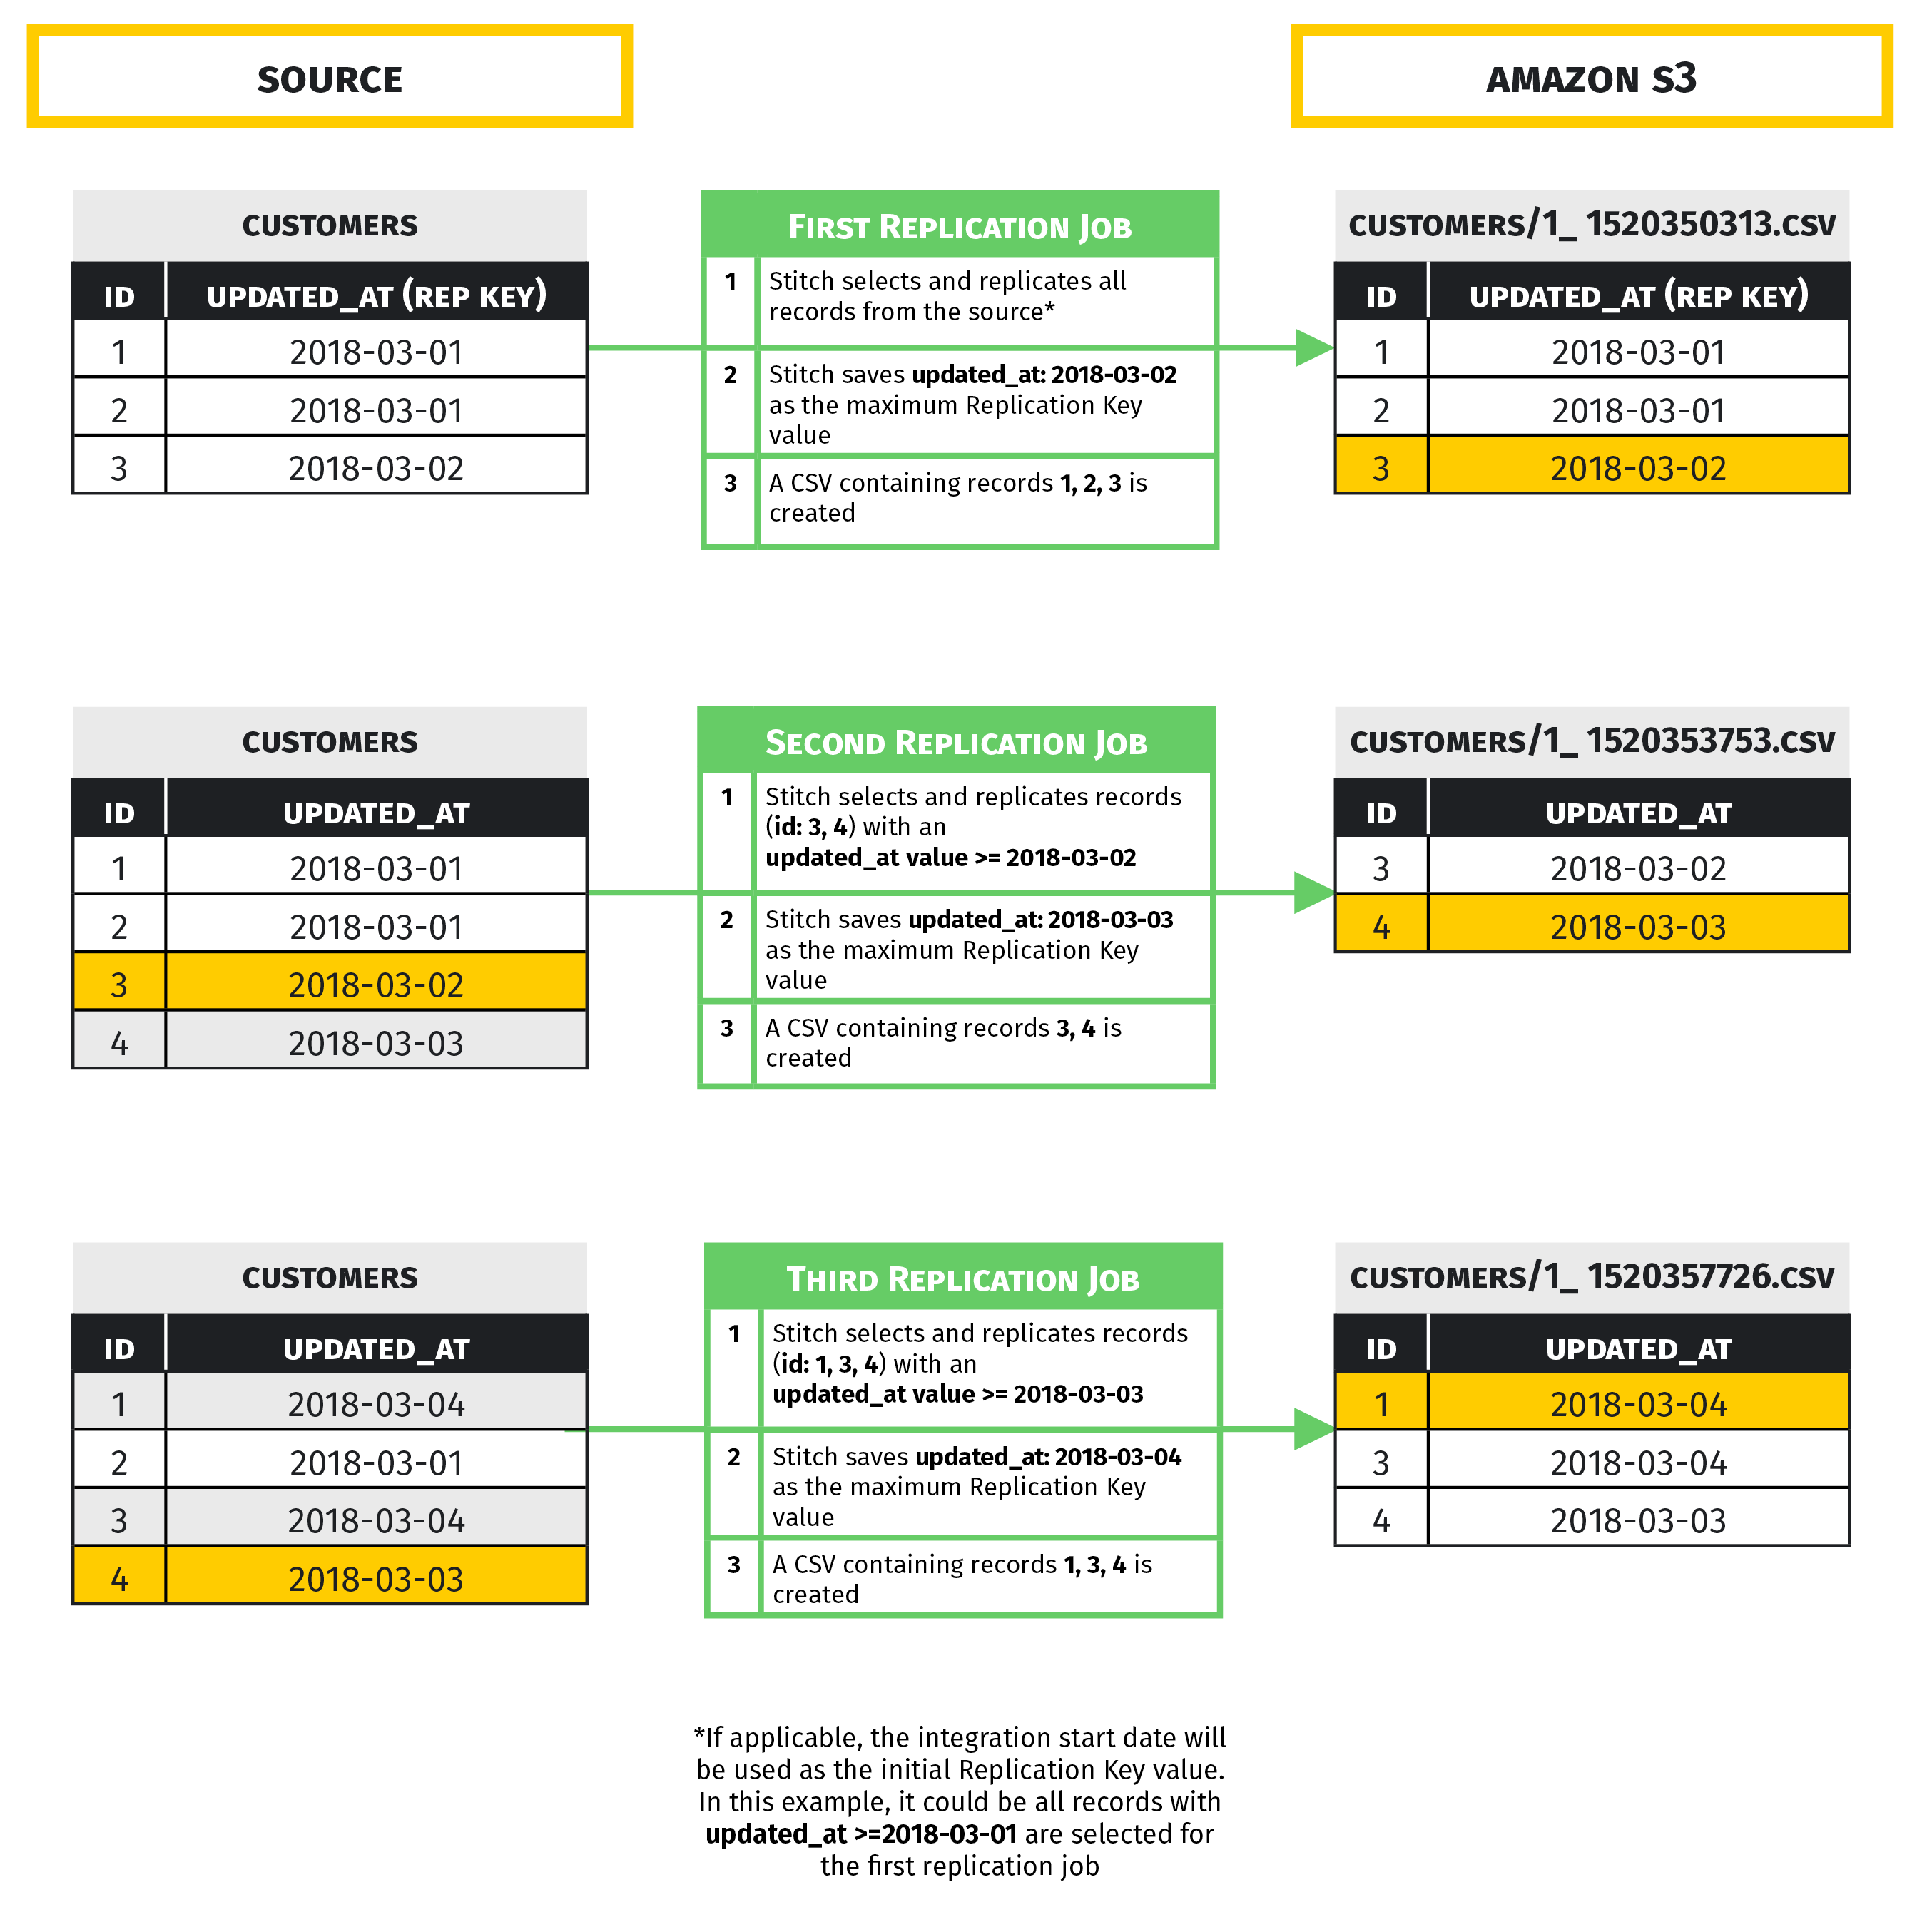 SOURCE
AMAZON S3
CUSTOMERS
ID UPDATED_AT (REP KEY)
1 2018-03-01
2 2018-03-01
3 2018-03-02
FIRST REPLICATION JOB
1 Stitch selects and replicates all
records from the source*
2 Stitch saves updated_at: 2018-03-02
as the maximum Replication Key
value
3 A CSV containing records 1, 2, 3 is
created
CUSTOMERS/1_ 1520350313.CSV
ID UPDATED_AT (REP KEY)
1 2018-03-01
2 2018-03-01
3 2018-03-02
CUSTOMERS
ID UPDATED_AT
1 2018-03-01
2 2018-03-01
3 2018-03-02
4 2018-03-03
SECOND REPLICATION JOB
1 Stitch selects and replicates records
(id: 3, 4) with an
updated_at value >= 2018-03-02
2 Stitch saves updated_at: 2018-03-03
as the maximum Replication Key
value
3 A CSV containing records 3, 4 is
created
CUSTOMERS/1_ 1520353753.CSV
ID UPDATED_AT
3 2018-03-02
4 2018-03-03
CUSTOMERS
ID UPDATED_AT
1 2018-03-04
2 2018-03-01
3 2018-03-04
4 2018-03-03
THIRD REPLICATION JOB
1 Stitch selects and replicates records
(id: 1, 3, 4) with an
updated_at value >= 2018-03-03
2 Stitch saves updated_at: 2018-03-04
as the maximum Replication Key
value
3 A CSV containing records 1, 3, 4 is
created
CUSTOMERS/1_ 1520357726.CSV
ID UPDATED_AT
1 2018-03-04
3 2018-03-04
4 2018-03-03
*If applicable, the integration start date will
be used as the initial Replication Key value.
In this example, it could be all records with
updated_at >=2018-03-01 are selected for
the first replication job